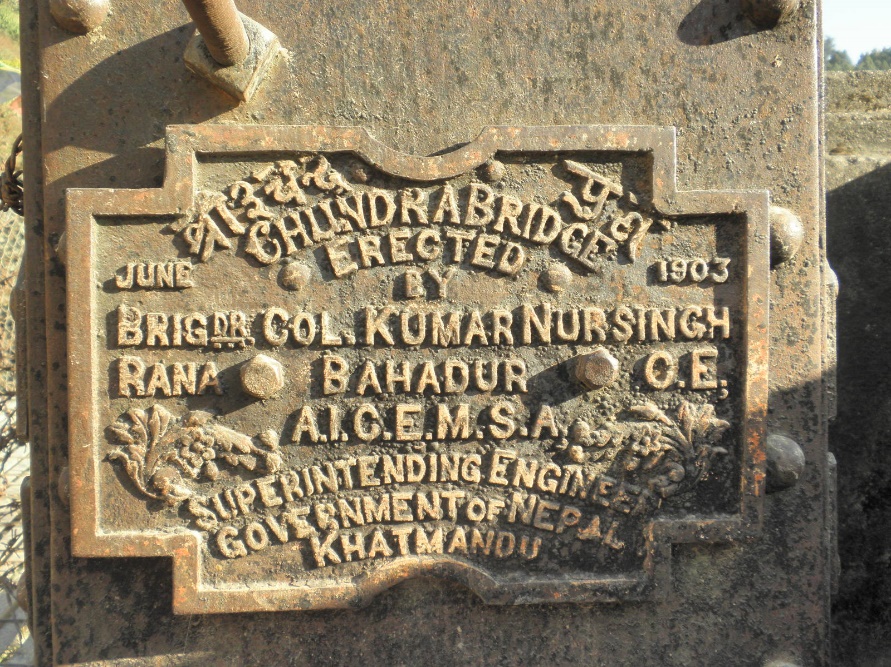 CHUNDRA BRIDGE
ERECTED
JUNE BY 1903
BRIGDR. COL. KUMAR NURSINGH
RANA BAHADUR C.E.,
A.I.C.E.M.S.A,
SUPERINTENDING ENGINEER
GOVERNMENT OF NEPAL
KHATMANDU